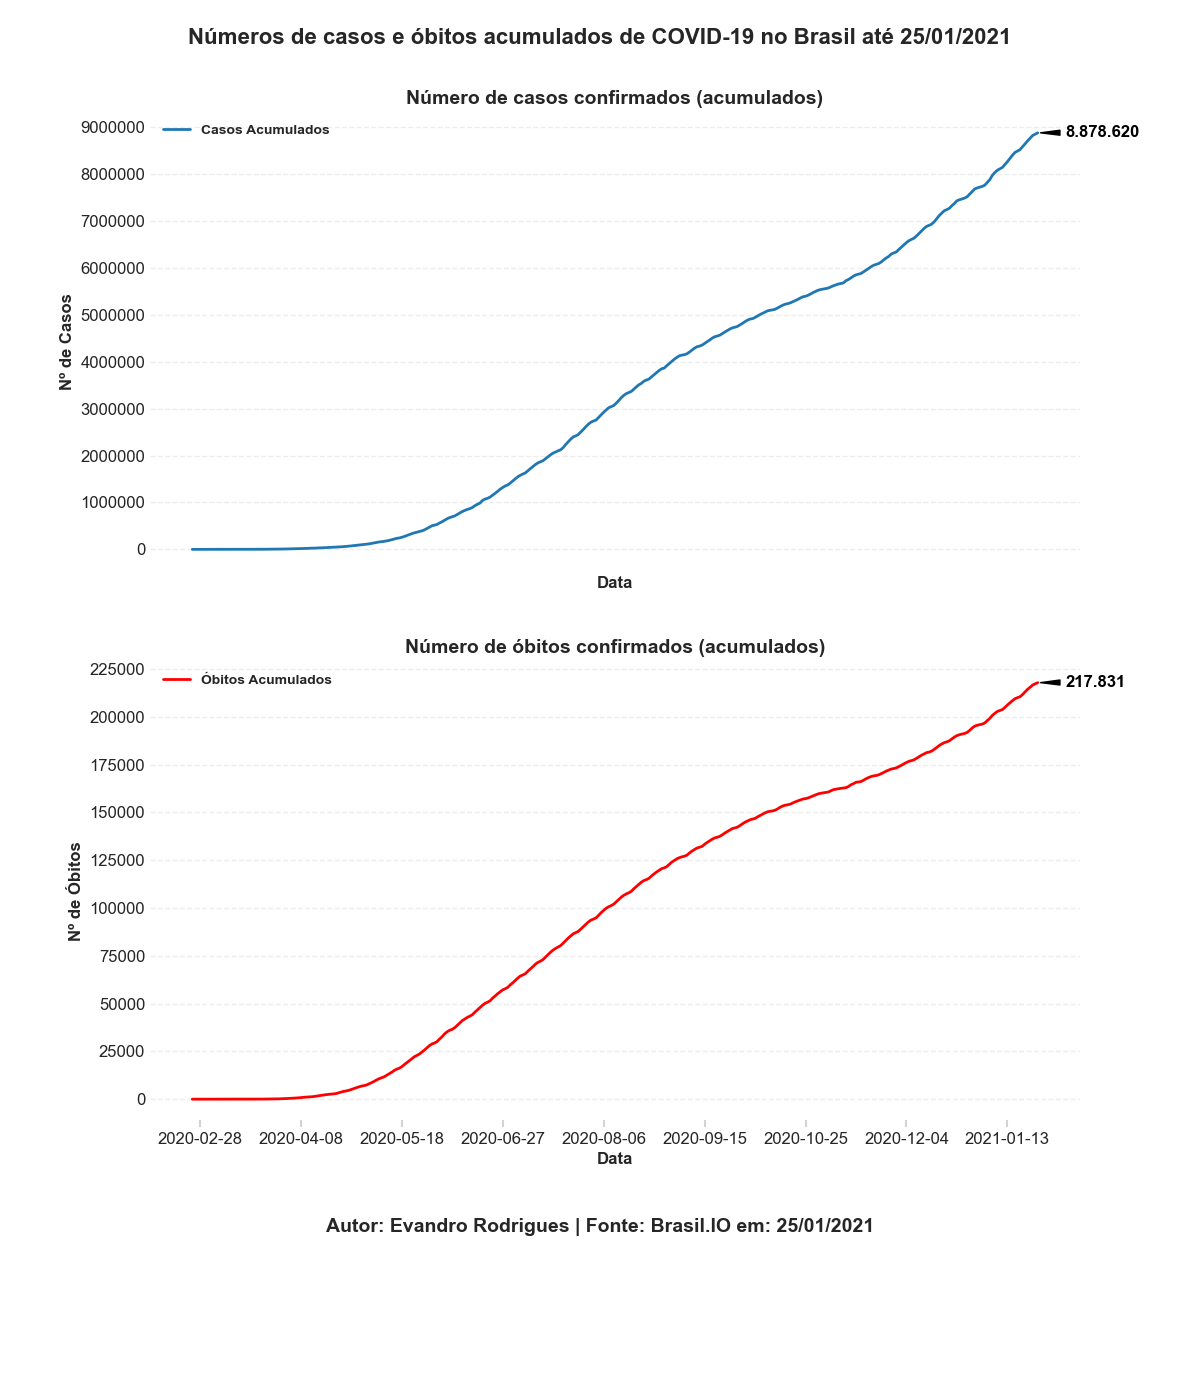 Números de casos e óbitos acumulados de COVID-19 no Brasil até 25/01/2021
Número de casos confirmados (acumulados)
Casos Acumulados
8.878.620
9000000
8000000
7000000
6000000
5000000
4000000
3000000
2000000
1000000
0
Nº de Casos
Data
Número de óbitos confirmados (acumulados)
Óbitos Acumulados
217.831
225000
200000
175000
150000
125000
100000
75000
50000
25000
0
Nº de Óbitos
2020-02-28 2020-04-08 2020-05-18 2020-06-27 2020-08-06 2020-09-15 2020-10-25 2020-12-04 2021-01-13
Data
Autor: Evandro Rodrigues | Fonte: Brasil.IO em: 25/01/2021